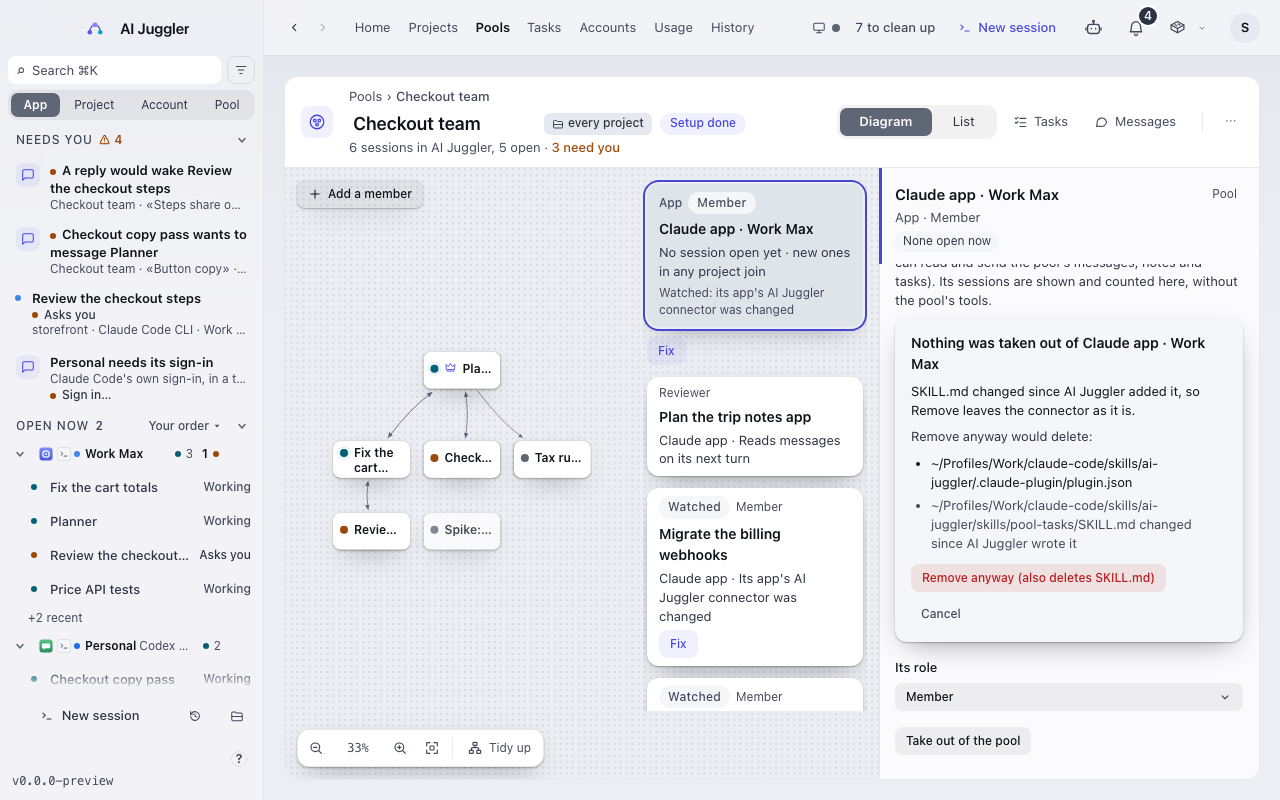 AI Juggler
Search ⌘K
App
Project
Account
Pool
NEEDS YOU 4
A reply would wake Review
the checkout steps
Checkout team · «Steps share o…
Checkout copy pass wants to
message Planner
Checkout team · «Button copy» ·…
Review the checkout steps
Asks you
storefront · Claude Code CLI · Work …
Personal needs its sign-in
Claude Code's own sign-in, in a t…
Sign in…
OPEN NOW 2
Your order
Work Max
3
1
Fix the cart totals
Working
Planner
Working
Review the checkout…
Asks you
Price API tests
Working
+2 recent
Personal Codex …
2
Checkout copy pass
Working
New session
?
v0.0.0-preview
Home
Projects
Pools
Tasks
Accounts
Usage
History
7 to clean up
New session
4
S
Pools › Checkout team
Checkout team
every project
Setup done
6 sessions in AI Juggler, 5 open · 3 need you
Diagram
List
Tasks
Messages
Add a member
Pla…
Fix the
cart…
Check…
Tax ru…
Revie…
Spike:…
33%
Tidy up
App
Member
Claude app · Work Max
No session open yet · new ones
in any project join
Watched: its app's AI Juggler
connector was changed
Fix
Reviewer
Plan the trip notes app
Claude app · Reads messages
on its next turn
Watched
Member
Migrate the billing
webhooks
Claude app · Its app's AI
Juggler connector was
changed
Fix
Watched
Member
Claude app · Work Max
Pool
App · Member
None open now
can read and send the pool's messages, notes and
tasks). Its sessions are shown and counted here, without
the pool's tools.
Nothing was taken out of Claude app · Work
Max
SKILL.md changed since AI Juggler added it, so
Remove leaves the connector as it is.
Remove anyway would delete:
• ~/Profiles/Work/claude-code/skills/ai-
juggler/.claude-plugin/plugin.json
• ~/Profiles/Work/claude-code/skills/ai-
juggler/skills/pool-tasks/SKILL.md changed
since AI Juggler wrote it
Remove anyway (also deletes SKILL.md)
Cancel
Its role
Member
Take out of the pool